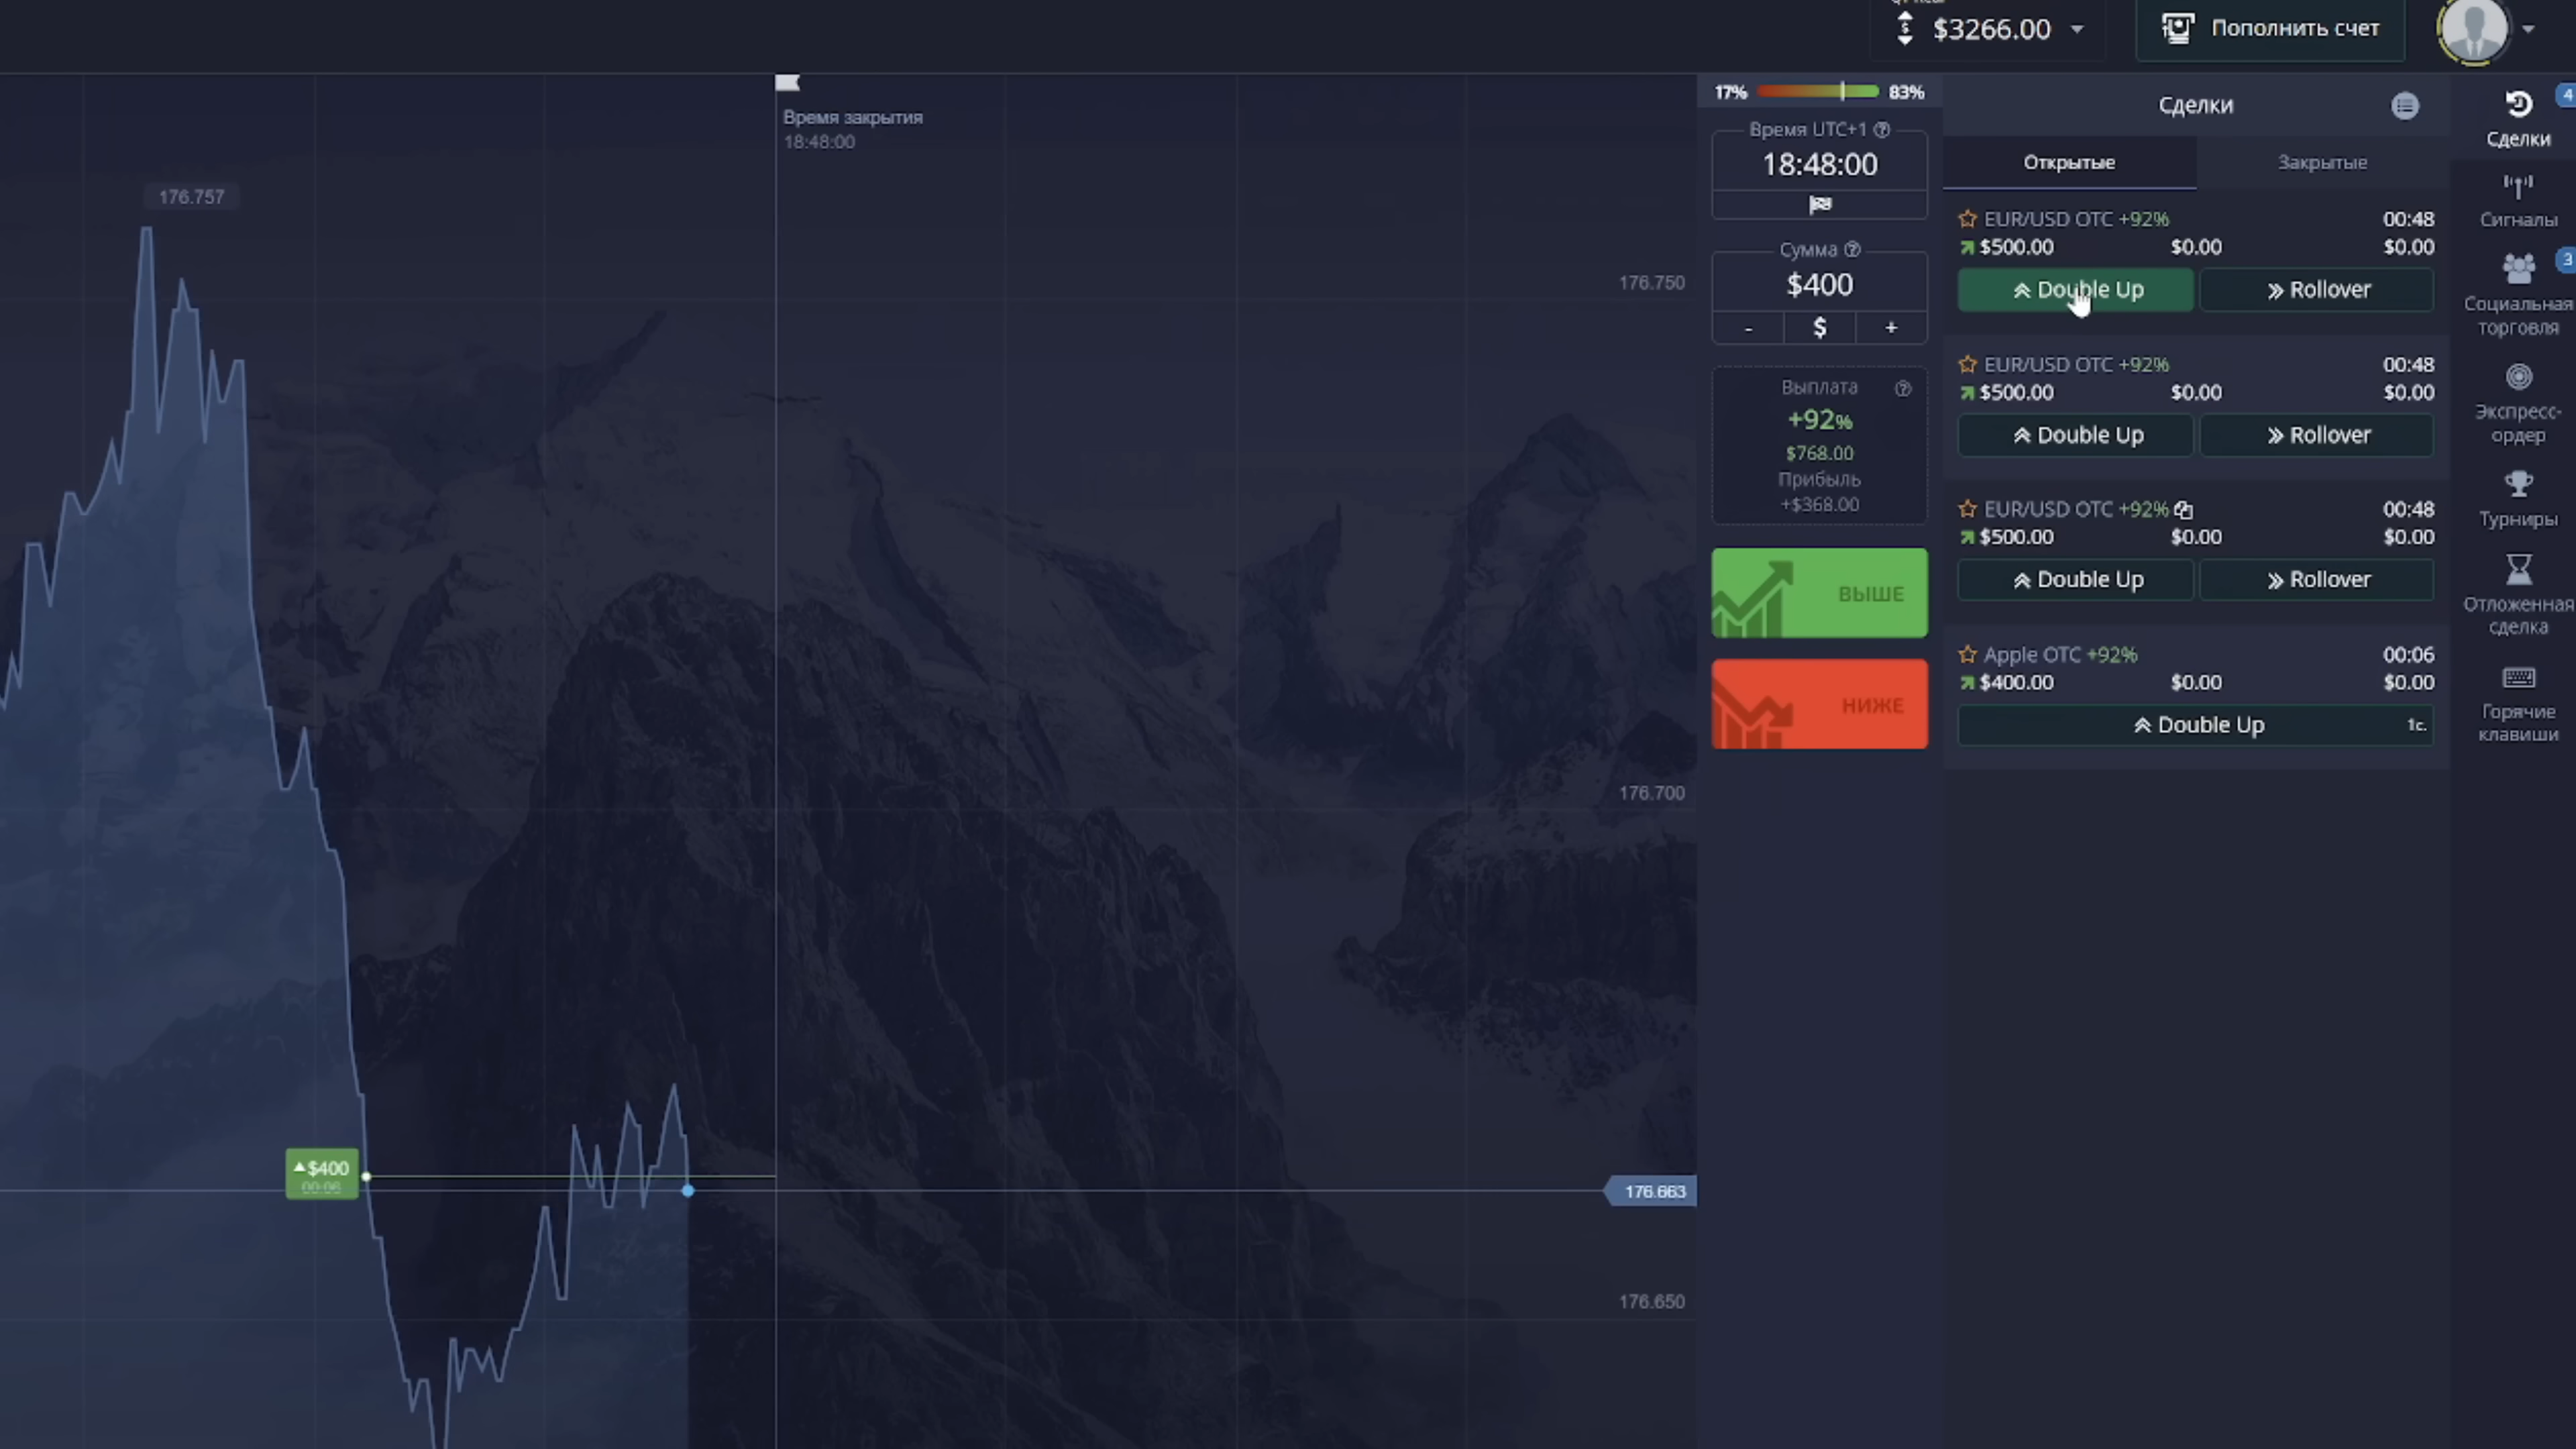 $3266.00
Пополнить счет
Время закрытия
18:48:00
176.757
176.750
176.700
176.663
176.650
▲$400
00:06
17%
83%
Время UTC+1
18:48:00
Сумма
$400
- $ +
Выплата
+92%
$768.00
Прибыль
+$368.00
ВЫШЕ
НИЖЕ
Сделки
Открытые
Закрытые
EUR/USD OTC +92% 00:48
$500.00 $0.00 $0.00
Double Up
Rollover
EUR/USD OTC +92% 00:48
$500.00 $0.00 $0.00
Double Up
Rollover
EUR/USD OTC +92% 00:48
$500.00 $0.00 $0.00
Double Up
Rollover
Apple OTC +92% 00:06
$400.00 $0.00 $0.00
Double Up 1с.
4
Сделки
Сигналы
3
Социальная
торговля
Экспресс-
ордер
Турниры
Отложенная
сделка
Горячие
клавиши